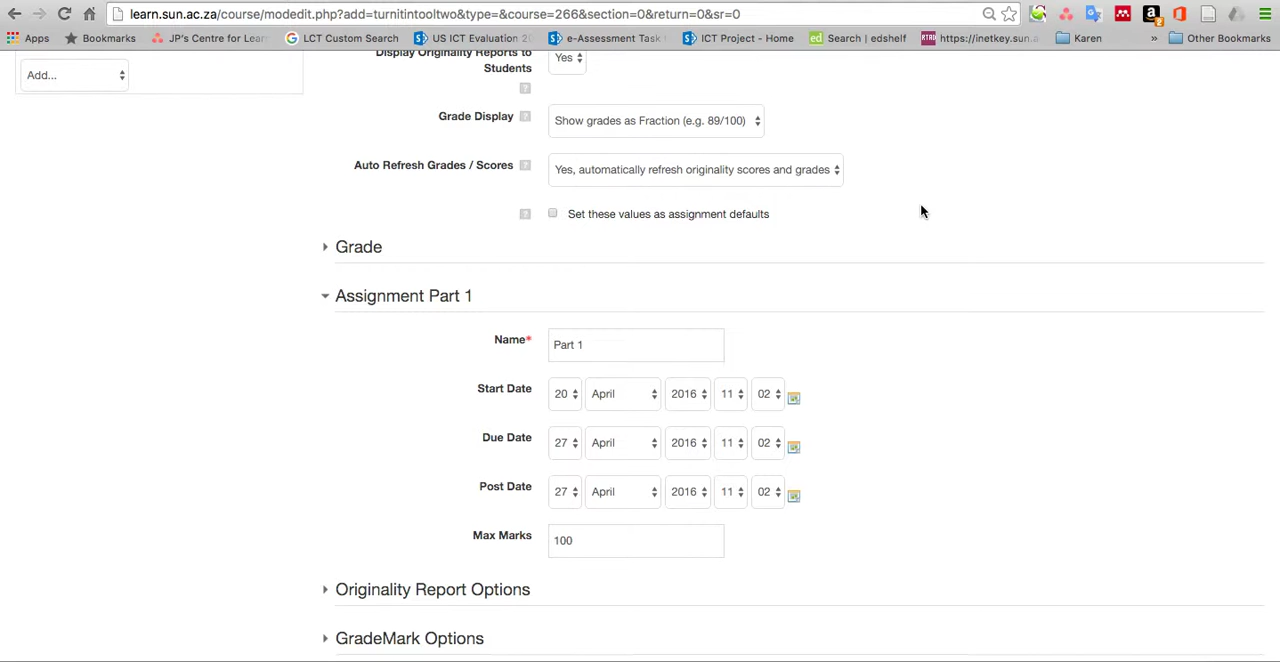 learn.sun.ac.za/course/modedit.php?add=turnitintooltwo&type=&course=266&section=0&return=0&sr=0
Apps Bookmarks JP's Centre for Lear LCT Custom Search US ICT Evaluation 20 e-Assessment Task ICT Project - Home Search | edshelf https://inetkey.sun.a Karen » Other Bookmarks
Display Originality Reports to
Students
Yes
Add...
Grade Display ? Show grades as Fraction (e.g. 89/100)
Auto Refresh Grades / Scores ? Yes, automatically refresh originality scores and grades
? Set these values as assignment defaults
Grade
Assignment Part 1
Name* Part 1
Start Date 20 April 2016 11 02
Due Date 27 April 2016 11 02
Post Date 27 April 2016 11 02
Max Marks 100
Originality Report Options
GradeMark Options